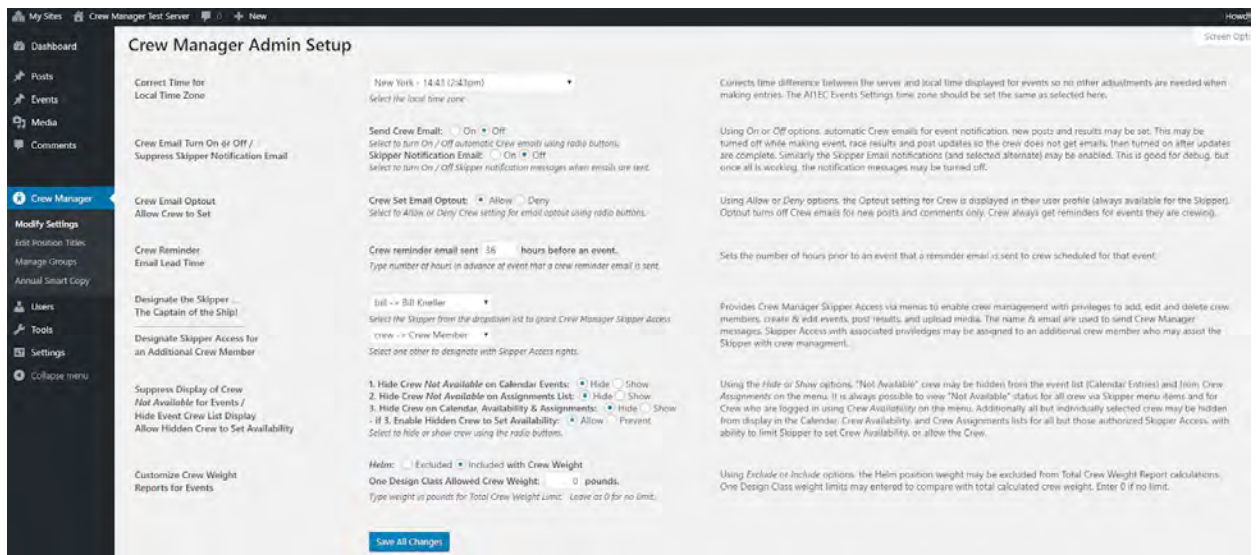 My Sites Crew Manager Test Server 0 New Howdy
Screen Opti
Dashboard
Posts
Events
Media
Comments
Crew Manager
Modify Settings
Edit Position Titles
Manage Groups
Annual Smart Copy
Users
Tools
Settings
Collapse menu
Crew Manager Admin Setup
Correct Time for
Local Time Zone
New York - 14:43 (2:43pm)
Select the local time zone
Corrects time difference between the server and local time displayed for events so no other adjustments are needed when
making entries. The AI1EC Events Settings time zone should be set the same as selected here.
Crew Email Turn On or Off /
Suppress Skipper Notification Email
Send Crew Email: On Off
Select to turn On / Off automatic Crew emails using radio buttons.
Skipper Notification Email: On Off
Select to turn On / Off Skipper notification messages when emails are sent.
Using On or Off options, automatic Crew emails for event notification, new posts and results may be set. This may be
turned off while making event, race results and post updates so the crew does not get emails, then turned on after updates
are complete. Similarly the Skipper Email notifications (and selected alternate) may be enabled. This is good for debug, but
once all is working, the notification messages may be turned off.
Crew Email Optout
Allow Crew to Set
Crew Set Email Optout: Allow Deny
Select to Allow or Deny Crew setting for email optout using radio buttons.
Using Allow or Deny options, the Optout setting for Crew is displayed in their user profile (always available for the Skipper).
Optout turns off Crew emails for new posts and comments only. Crew always get reminders for events they are crewing.
Crew Reminder
Email Lead Time
Crew reminder email sent 36 hours before an event.
Type number of hours in advance of event that a crew reminder email is sent.
Sets the number of hours prior to an event that a reminder email is sent to crew scheduled for that event.
Designate the Skipper ...
The Captain of the Ship!
bill -> Bill Kneller
Select the Skipper from the dropdown list to grant Crew Manager Skipper Access
Designate Skipper Access for
an Additional Crew Member
crew -> Crew Member
Select one other to designate with Skipper Access rights.
Provides Crew Manager Skipper Access via menus to enable crew management with privileges to add, edit and delete crew
members, create & edit events, post results, and upload media. The name & email are used to send Crew Manager
messages. Skipper Access with associated priviledges may be assigned to an additional crew member who may assist the
Skipper with crew managment.
Suppress Display of Crew
Not Available for Events /
Hide Event Crew List Display
Allow Hidden Crew to Set Availability
1. Hide Crew Not Available on Calendar Events: Hide Show
2. Hide Crew Not Available on Assignments List: Hide Show
3. Hide Crew on Calendar, Availability & Assignments: Hide Show
- if 3. Enable Hidden Crew to Set Availability: Allow Prevent
Select to hide or show crew using the radio buttons.
Using the Hide or Show options, "Not Available" crew may be hidden from the event list (Calendar Entries) and from Crew
Assignments on the menu. It is always possible to view "Not Available" status for all crew via Skipper menu items and for
Crew who are logged in using Crew Availability on the menu. Additionally all but individually selected crew may be hidden
from display in the Calendar, Crew Availability, and Crew Assignments lists for all but those authorized Skipper Access, with
ability to limit Skipper to set Crew Availability, or allow the Crew.
Customize Crew Weight
Reports for Events
Helm: Excluded Included with Crew Weight
One Design Class Allowed Crew Weight: 0 pounds.
Type weight in pounds for Total Crew Weight Limit. Leave as 0 for no limit.
Using Exclude or Include options, the Helm position weight may be excluded from Total Crew Weight Report calculations.
One Design Class weight limits may entered to compare with total calculated crew weight. Enter 0 if no limit.
Save All Changes